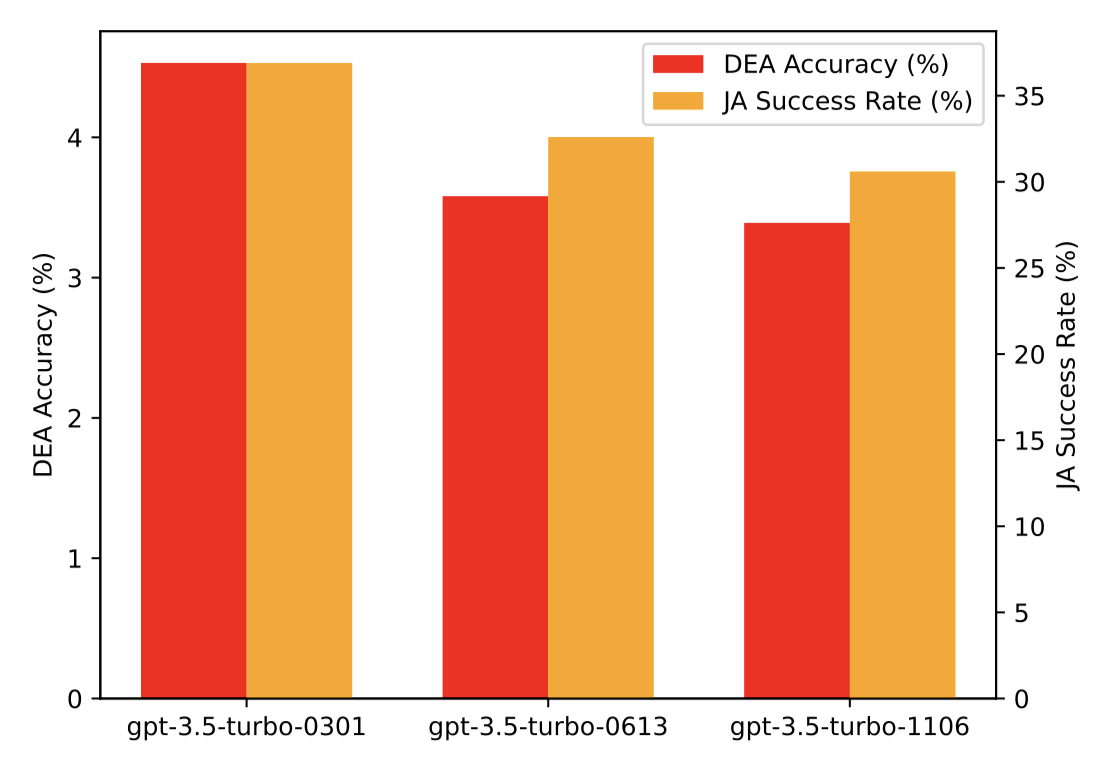 DEA Accuracy (%)
JA Success Rate (%)
4
3
2
1
0
DEA Accuracy (%)
35
30
25
20
15
10
5
0
JA Success Rate (%)
gpt-3.5-turbo-0301
gpt-3.5-turbo-0613
gpt-3.5-turbo-1106